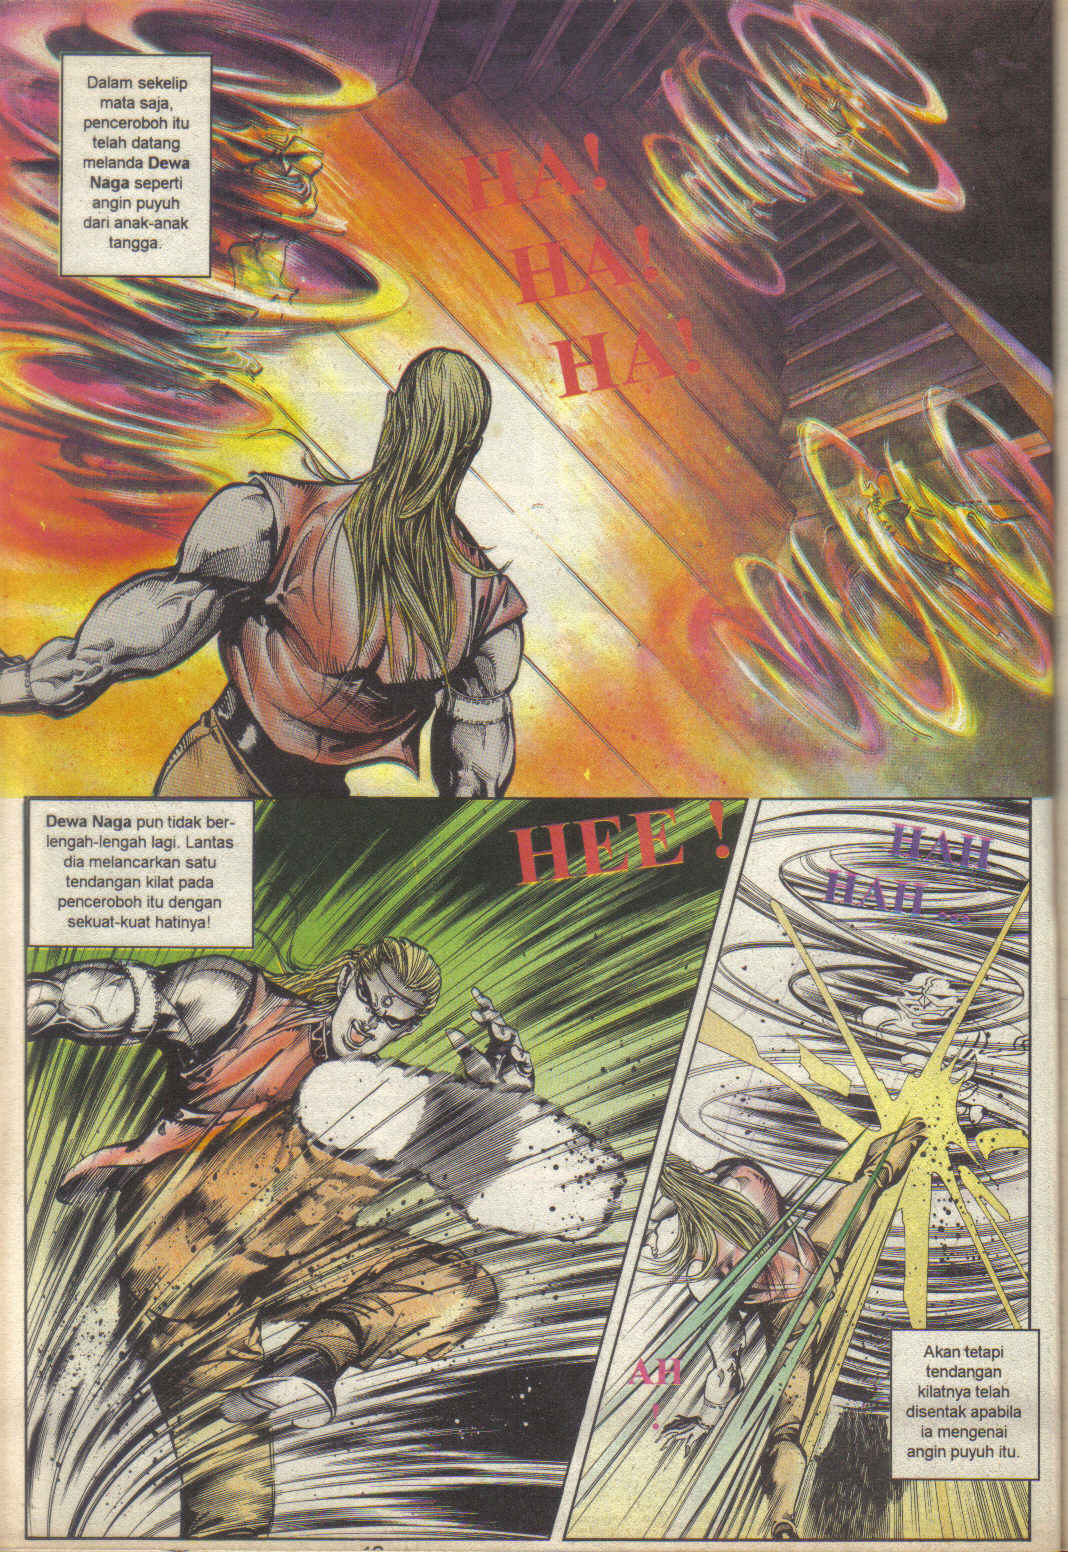 Dalam sekelip
mata saja,
penceroboh itu
telah datang
melanda Dewa
Naga seperti
angin puyuh
dari anak-anak
tangga.
HA!
HA!
HA!
Dewa Naga pun tidak ber-
lengah-lengah lagi. Lantas
dia melancarkan satu
tendangan kilat pada
penceroboh itu dengan
sekuat-kuat hatinya!
HEE!
HAH
HAH...
AH
!
Akan tetapi
tendangan
kilatnya telah
disentak apabila
ia mengenai
angin puyuh itu.